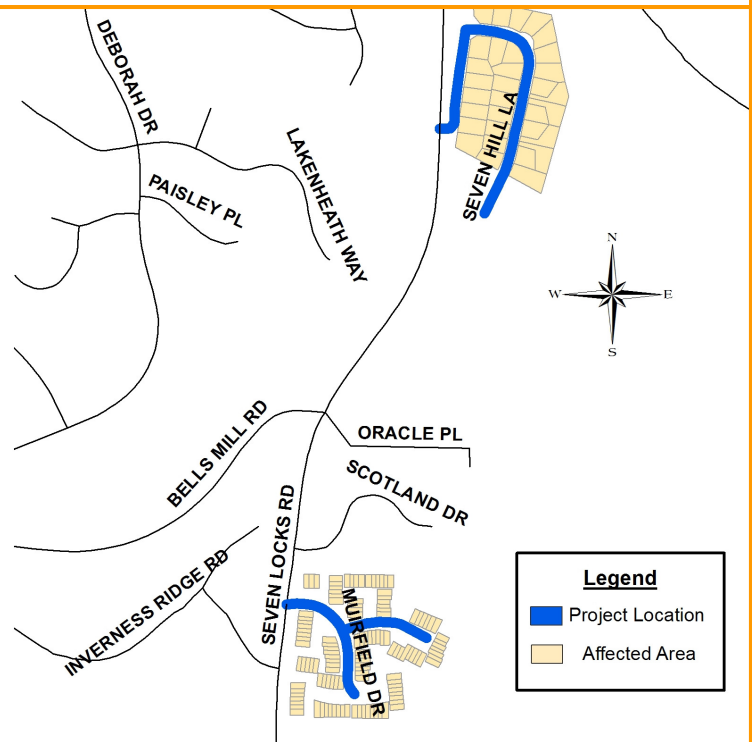 DEBORAH DR
LAKENHEATH WAY
SEVEN HILL LA
PAISLEY PL
N
W
E
S
BELLS MILL RD
ORACLE PL
SCOTLAND DR
SEVEN LOCKS RD
INVERNESS RIDGE RD
MUIRFIELD DR
Legend
Project Location
Affected Area